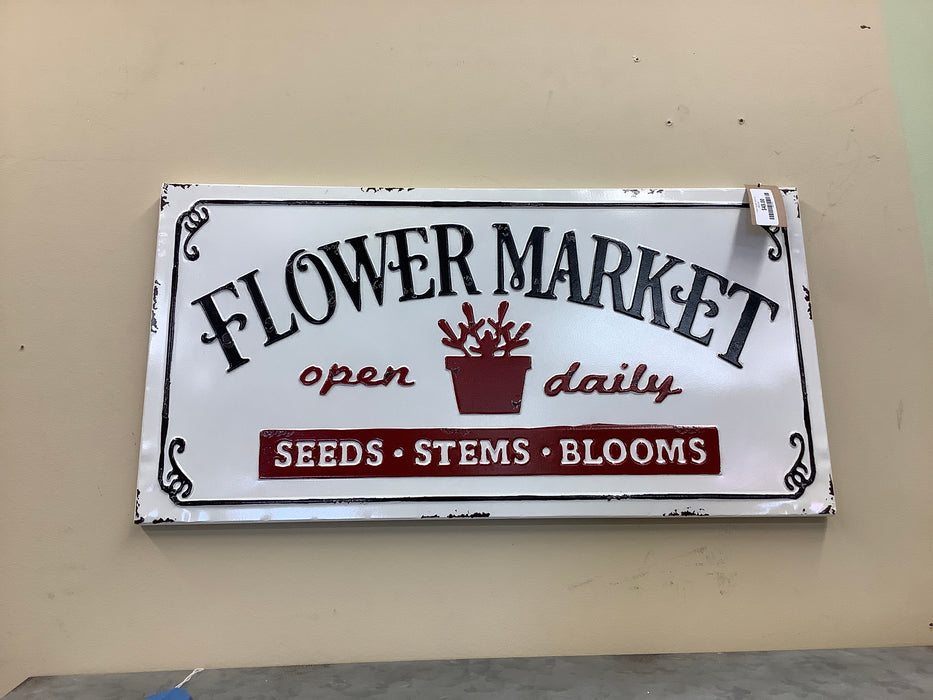 FLOWER MARKET
open daily
SEEDS · STEMS · BLOOMS